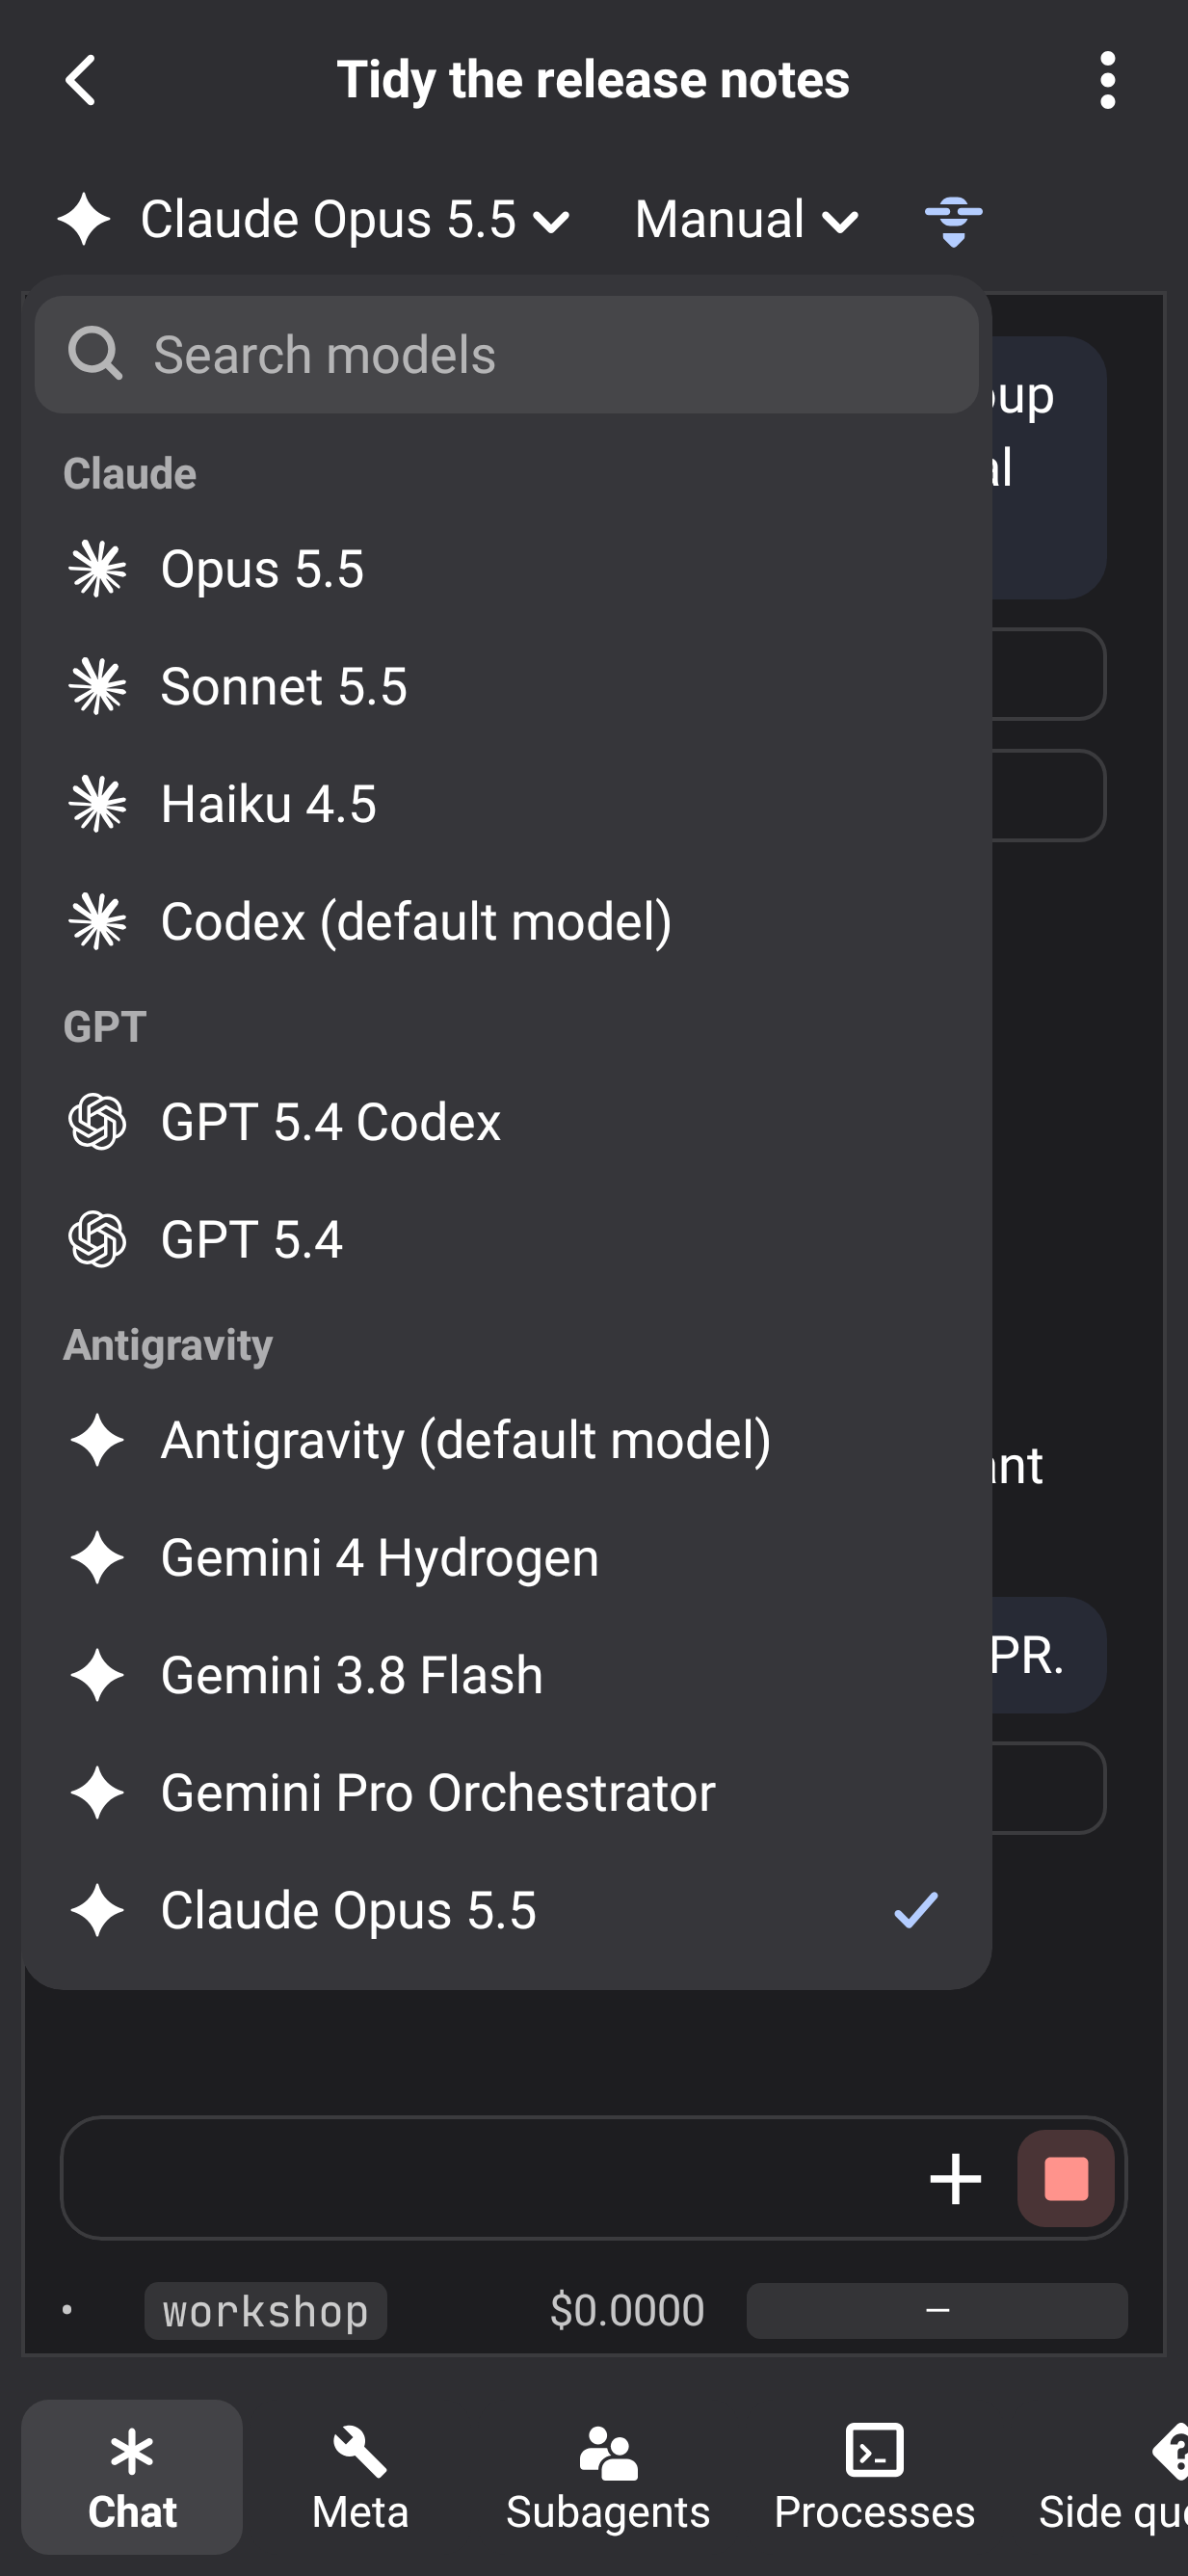 Tidy the release notes
Claude Opus 5.5
Manual
Search models
Claude
Opus 5.5
Sonnet 5.5
Haiku 4.5
Codex (default model)
GPT
GPT 5.4 Codex
GPT 5.4
Antigravity
Antigravity (default model)
Gemini 4 Hydrogen
Gemini 3.8 Flash
Gemini Pro Orchestrator
Claude Opus 5.5
PR.
workshop
$0.0000
–
Chat
Meta
Subagents
Processes
Side